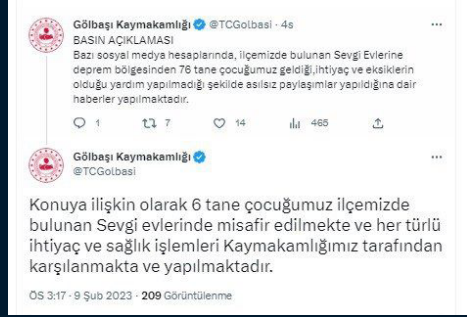 Gölbaşı Kaymakamlığı @TCGolbasi · 4s
BASIN AÇIKLAMASI
Bazı sosyal medya hesaplarında, ilçemizde bulunan Sevgi Evlerine
deprem bölgesinden 76 tane çocuğumuz geldiği,ihtiyaç ve eksiklerin
olduğu yardım yapılmadığı şekilde asılsız paylaşımlar yapıldığına dair
haberler yapılmaktadır.
1 7 14 465
Gölbaşı Kaymakamlığı
@TCGolbasi
Konuya ilişkin olarak 6 tane çocuğumuz ilçemizde
bulunan Sevgi evlerinde misafir edilmekte ve her türlü
ihtiyaç ve sağlık işlemleri Kaymakamlığımız tarafından
karşılanmakta ve yapılmaktadır.
ÖS 3:17 · 9 Şub 2023 · 209 Görüntülenme